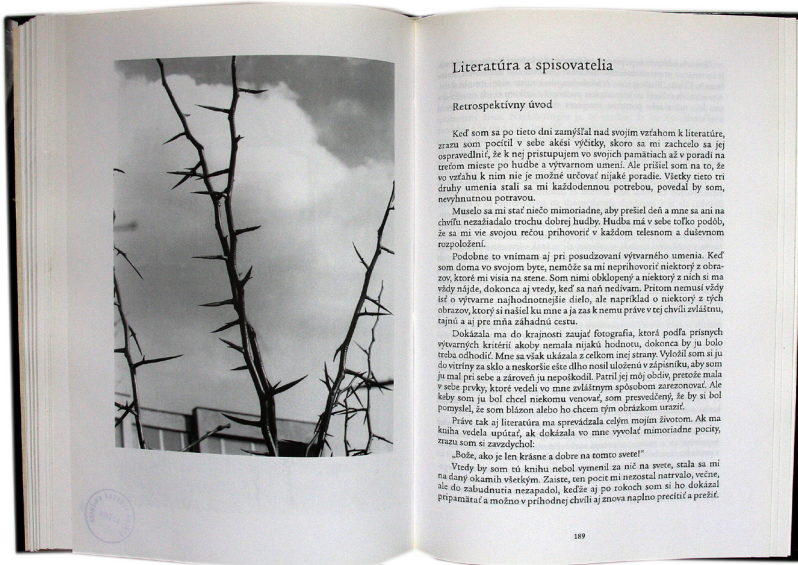 Literatúra a spisovatelia
Retrospektívny úvod
Keď som sa po tieto dni zamýšľal nad svojím vzťahom k literatúre,
zrazu som pocítil v sebe akési výčitky, skoro sa mi zachcelo sa jej
ospravedlniť, že k nej pristupujem vo svojich pamätiach až v poradí na
treťom mieste po hudbe a výtvarnom umení. Ale prišiel som na to, že
vo vzťahu k nim nie je možné určovať nijaké poradie. Všetky tieto tri
druhy umenia stali sa mi každodennou potrebou, povedal by som,
nevyhnutnou potravou.
Muselo sa mi stať niečo mimoriadne, aby prešiel deň a mne sa ani na
chvíľu nezažiadalo trochu dobrej hudby. Hudba má v sebe toľko podôb,
že sa mi vie svojou rečou prihovoriť v každom telesnom a duševnom
rozpoložení.
Podobne to vnímam aj pri posudzovaní výtvarného umenia. Keď
som doma vo svojom byte, nemôže sa mi neprihovoriť niektorý z obra-
zov, ktoré mi visia na stene. Som nimi obklopený a niektorý z nich si ma
vždy nájde, dokonca aj vtedy, keď sa naň nedívam. Pritom nemusí vždy
ísť o výtvarne najhodnotnejšie dielo, ale napríklad o niektorý z tých
obrazov, ktorý si našiel ku mne a ja zas k nemu práve v tej chvíli zvláštnu,
tajnú a aj pre mňa záhadnú cestu.
Dokázala ma do krajnosti zaujať fotografia, ktorá podľa prísnych
výtvarných kritérií akoby nemala nijakú hodnotu, dokonca by ju bolo
treba odhodiť. Mne sa však ukázala z celkom inej strany. Vyložil som si ju
do vitríny za sklo a neskoršie ešte dlho nosil uloženú v zápisníku, aby som
ju mal pri sebe a zároveň ju nepoškodil. Patril jej môj obdiv, pretože mala
v sebe prvky, ktoré vedeli vo mne zvláštnym spôsobom zarezonovať. Ale
keby som ju bol chcel niekomu venovať, som presvedčený, že by si bol
pomyslel, že som blázon alebo ho chcem tým obrázkom uraziť.
Práve tak aj literatúra ma sprevádzala celým mojím životom. Ak ma
kniha vedela upútať, ak dokázala vo mne vyvolať mimoriadne pocity,
zrazu som si zavzdychol:
„Bože, ako je len krásne a dobre na tomto svete!"
Vtedy by som tú knihu nebol vymenil za nič na svete, stala sa mi
na daný okamih všetkým. Zaiste, ten pocit mi nezostal natrvalo, večne,
ale do zabudnutia nezapadol, keďže aj po rokoch som si ho dokázal
pripamätať a možno v príhodnej chvíli aj znova naplno precítiť a prežiť.
189